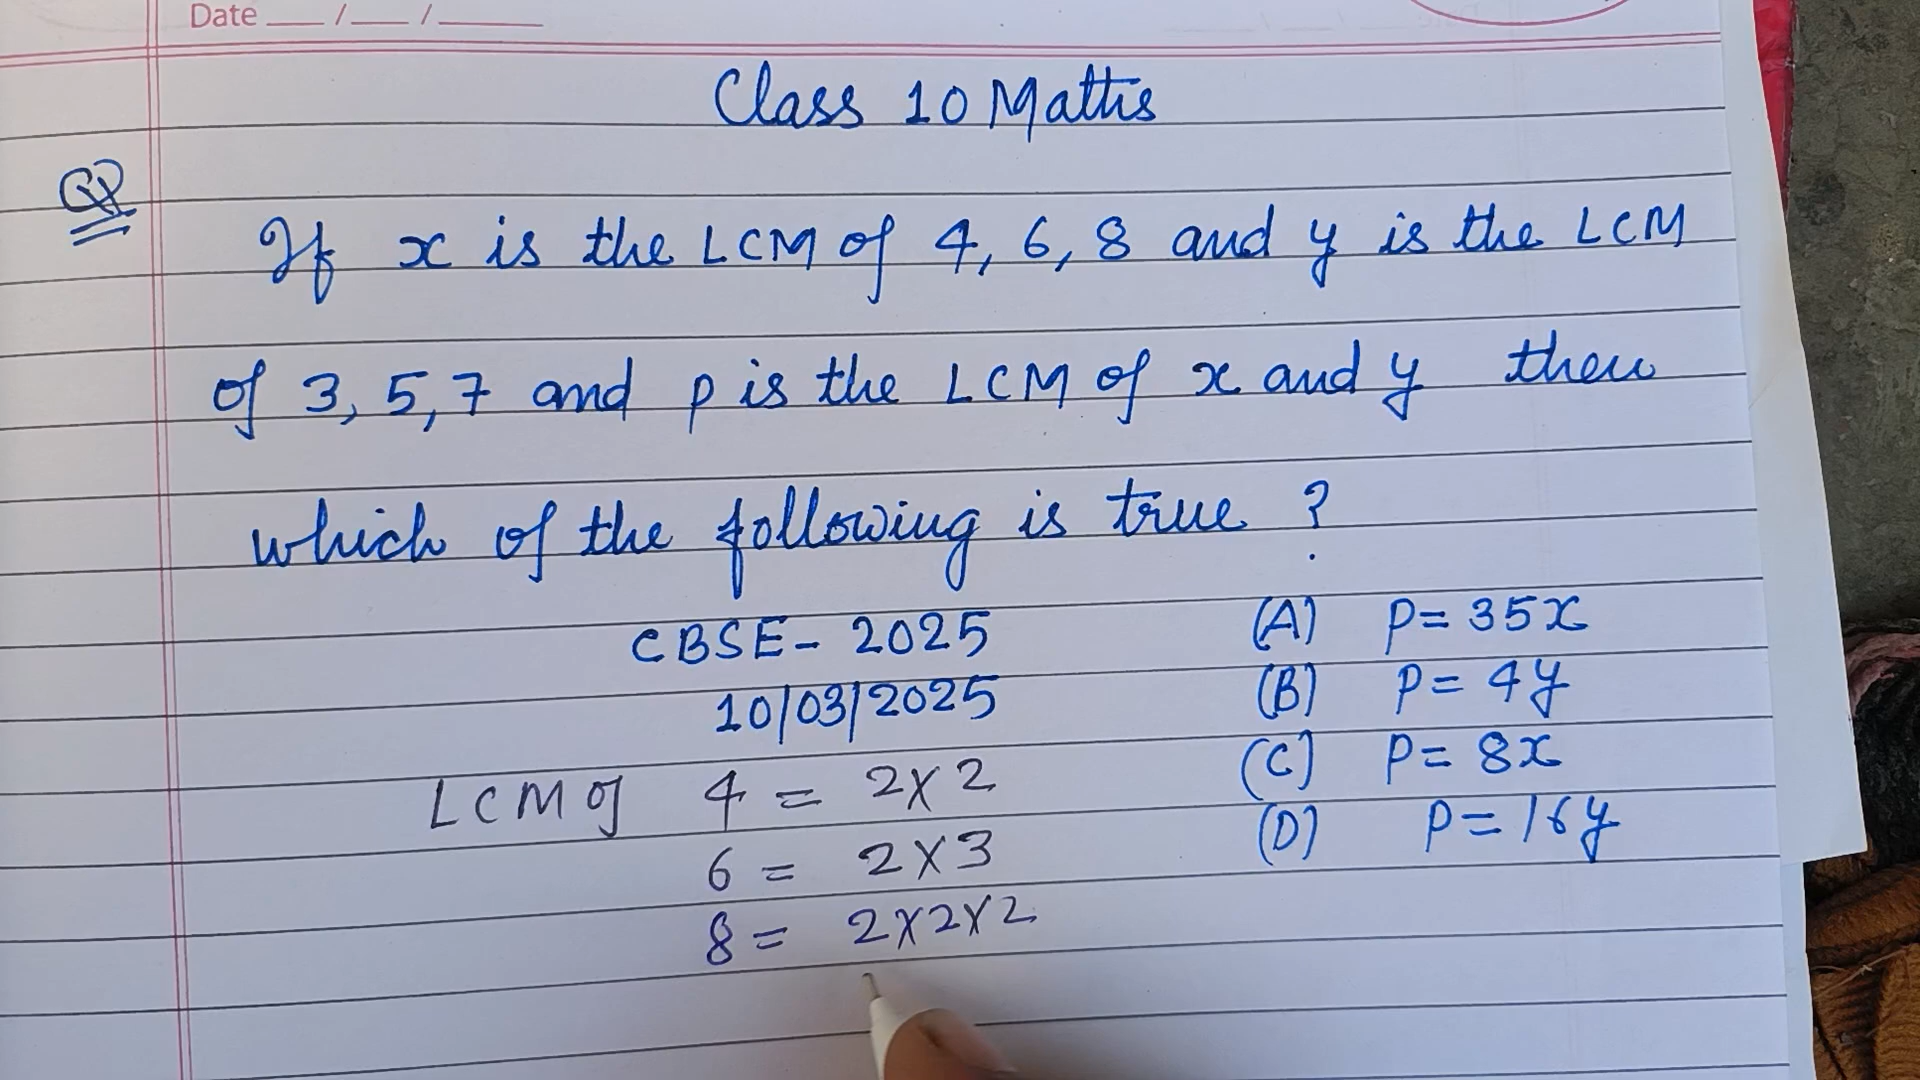 Date ___/___/______
Class 10 Maths
Q If x is the LCM of 4, 6, 8 and y is the LCM
of 3, 5, 7 and p is the LCM of x and y then
which of the following is true ?
CBSE- 2025 (A) P= 35x
10/03/2025 (B) P= 4y
LCM of 4 = 2x2 (C) P= 8x
6 = 2x3 (D) P= 16y
8 = 2x2x2